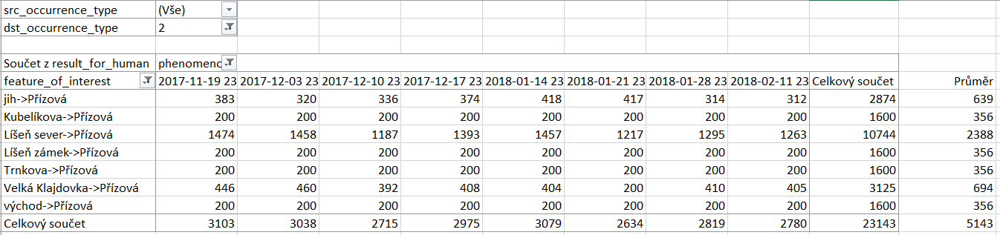 src_occurrence_type (Vše)
dst_occurrence_type 2
Součet z result_for_human phenomeno
feature_of_interest 2017-11-19 23 2017-12-03 23 2017-12-10 23 2017-12-17 23 2018-01-14 23 2018-01-21 23 2018-01-28 23 2018-02-11 23 Celkový součet Průměr
jih->Přízová 383 320 336 374 418 417 314 312 2874 639
Kubelíkova->Přízová 200 200 200 200 200 200 200 200 1600 356
Líšeň sever->Přízová 1474 1458 1187 1393 1457 1217 1295 1263 10744 2388
Líšeň zámek->Přízová 200 200 200 200 200 200 200 200 1600 356
Trnkova->Přízová 200 200 200 200 200 200 200 200 1600 356
Velká Klajdovka->Přízová 446 460 392 408 404 200 410 405 3125 694
východ->Přízová 200 200 200 200 200 200 200 200 1600 356
Celkový součet 3103 3038 2715 2975 3079 2634 2819 2780 23143 5143